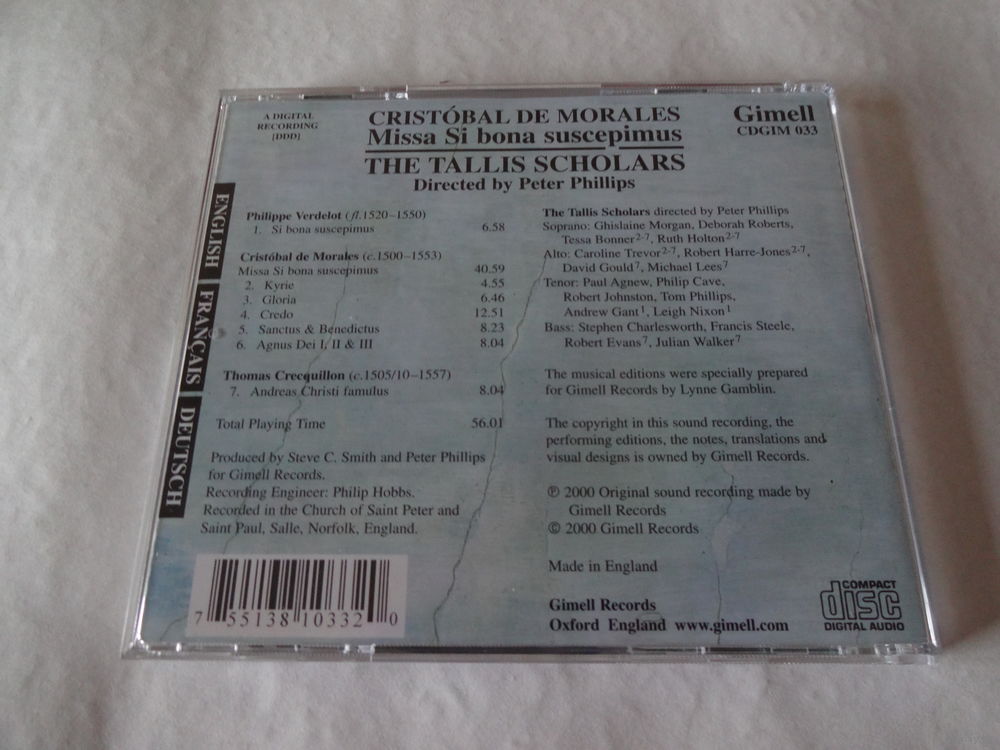 A DIGITAL
RECORDING
[DDD]
CRISTÓBAL DE MORALES
Missa Si bona suscepimus
THE TALLIS SCHOLARS
Directed by Peter Phillips
Gimell
CDGIM 033
ENGLISH
FRANÇAIS
DEUTSCH
Philippe Verdelot (fl.1520–1550)
1. Si bona suscepimus 6.58
Cristóbal de Morales (c.1500–1553)
Missa Si bona suscepimus 40.59
2. Kyrie 4.55
3. Gloria 6.46
4. Credo 12.51
5. Sanctus & Benedictus 8.23
6. Agnus Dei I, II & III 8.04
Thomas Crecquillon (c.1505/10–1557)
7. Andreas Christi famulus 8.04
Total Playing Time 56.01
Produced by Steve C. Smith and Peter Phillips
for Gimell Records.
Recording Engineer: Philip Hobbs.
Recorded in the Church of Saint Peter and
Saint Paul, Salle, Norfolk, England.
7 55138 10332 0
The Tallis Scholars directed by Peter Phillips
Soprano: Ghislaine Morgan, Deborah Roberts,
Tessa Bonner2-7, Ruth Holton2-7
Alto: Caroline Trevor2-7, Robert Harre-Jones2-7,
David Gould7, Michael Lees7
Tenor: Paul Agnew, Philip Cave,
Robert Johnston, Tom Phillips,
Andrew Gant1, Leigh Nixon1
Bass: Stephen Charlesworth, Francis Steele,
Robert Evans7, Julian Walker7
The musical editions were specially prepared
for Gimell Records by Lynne Gamblin.
The copyright in this sound recording, the
performing editions, the notes, translations and
visual designs is owned by Gimell Records.
℗ 2000 Original sound recording made by
Gimell Records
© 2000 Gimell Records
Made in England
Gimell Records
Oxford England www.gimell.com
COMPACT
disc
DIGITAL AUDIO